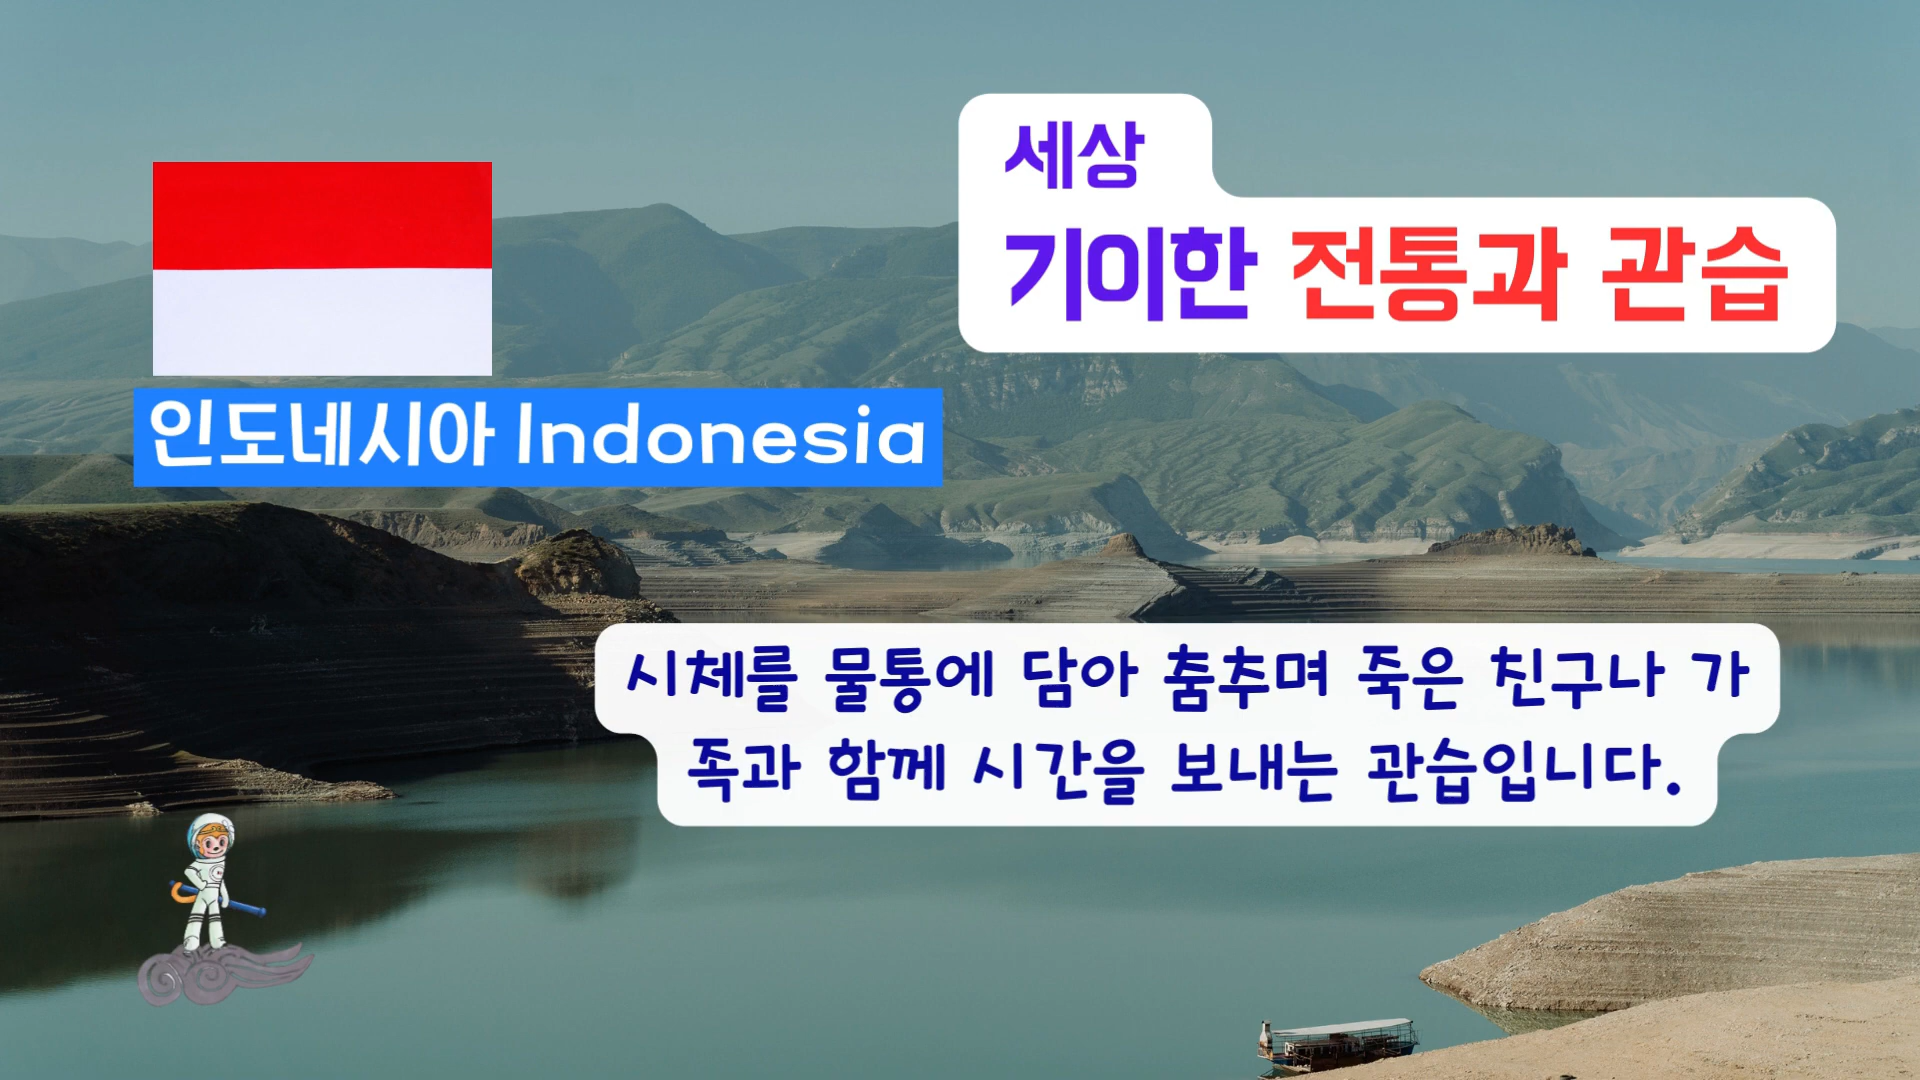 세상
기이한 전통과 관습
인도네시아 Indonesia
시체를 물통에 담아 춤추며 죽은 친구나 가
족과 함께 시간을 보내는 관습입니다.